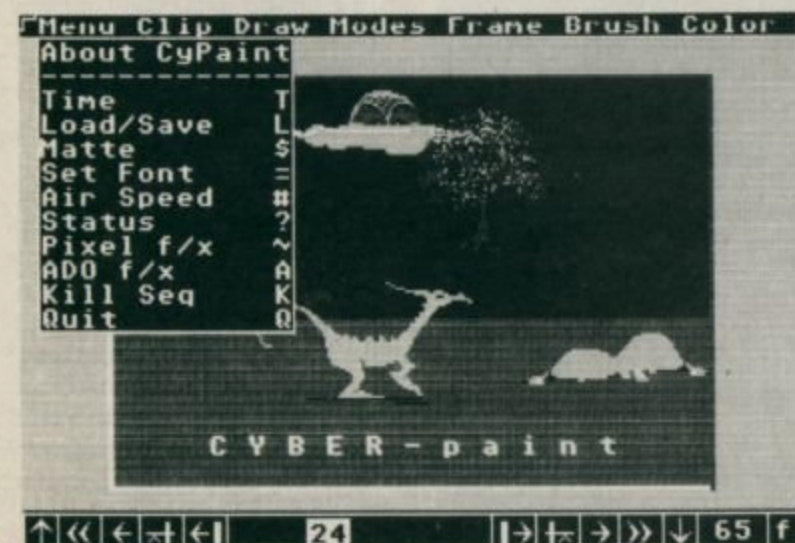 Menu Clip Draw Modes Frame Brush Color
About CyPaint
--------------
Time T
Load/Save L
Matte $
Set Font =
Air Speed #
Status ?
Pixel f/x ~
ADO f/x A
Kill Seq K
Quit Q
CYBER-paint
24 65 f